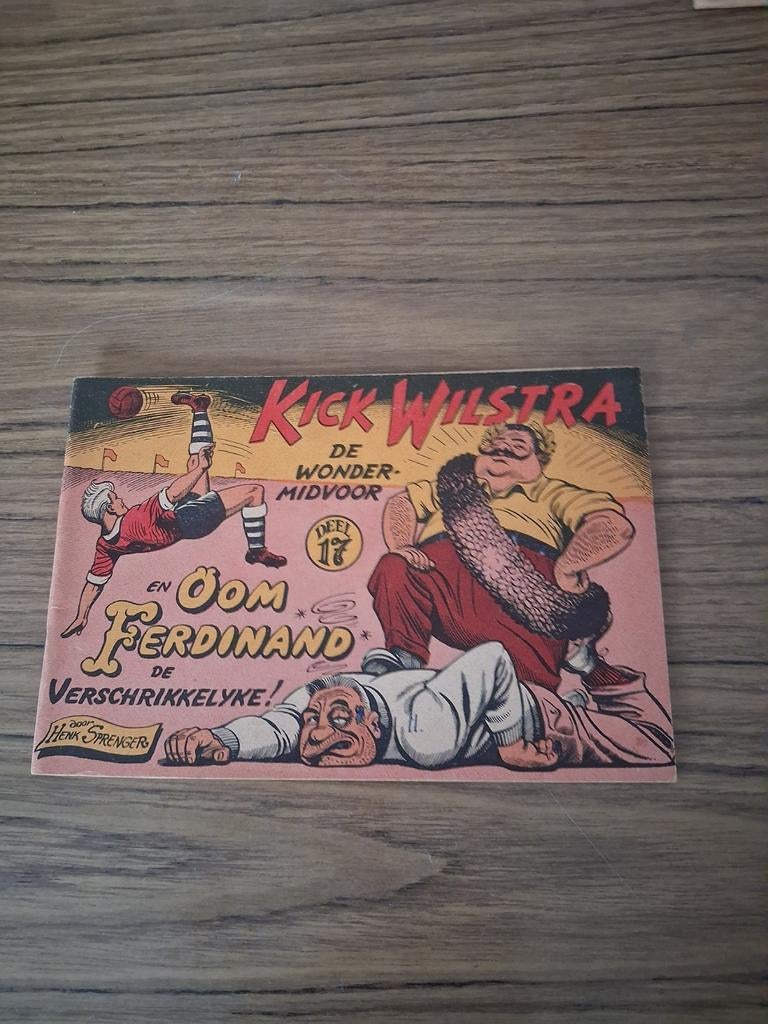 KICK WILSTRA
DE
WONDER-
MIDVOOR
DEEL
17
EN OOM
FERDINAND
DE
VERSCHRIKKELYKE!
door
HENK SPRENGER